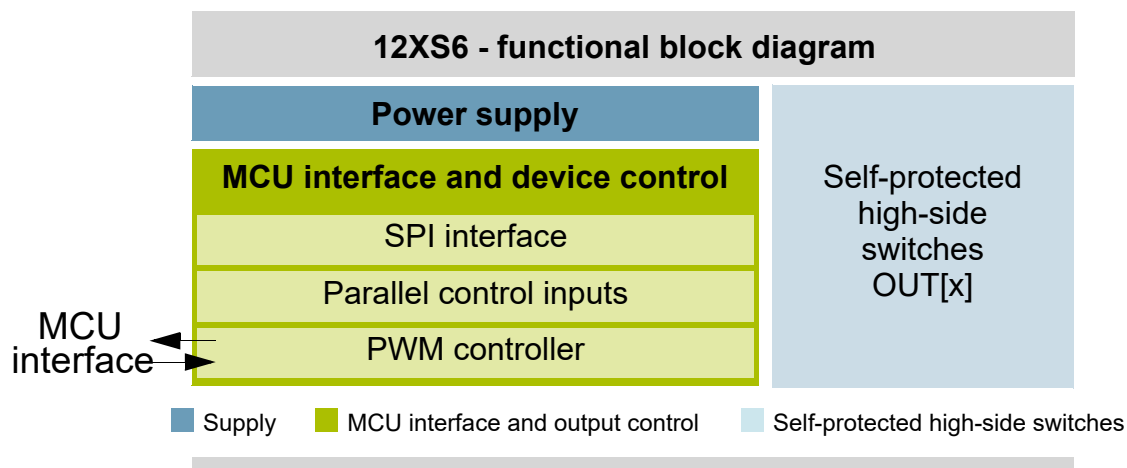 12XS6 - functional block diagram
Power supply
MCU interface and device control
SPI interface
Parallel control inputs
PWM controller
Self-protected
high-side
switches
OUT[x]
MCU
interface
Supply
MCU interface and output control
Self-protected high-side switches